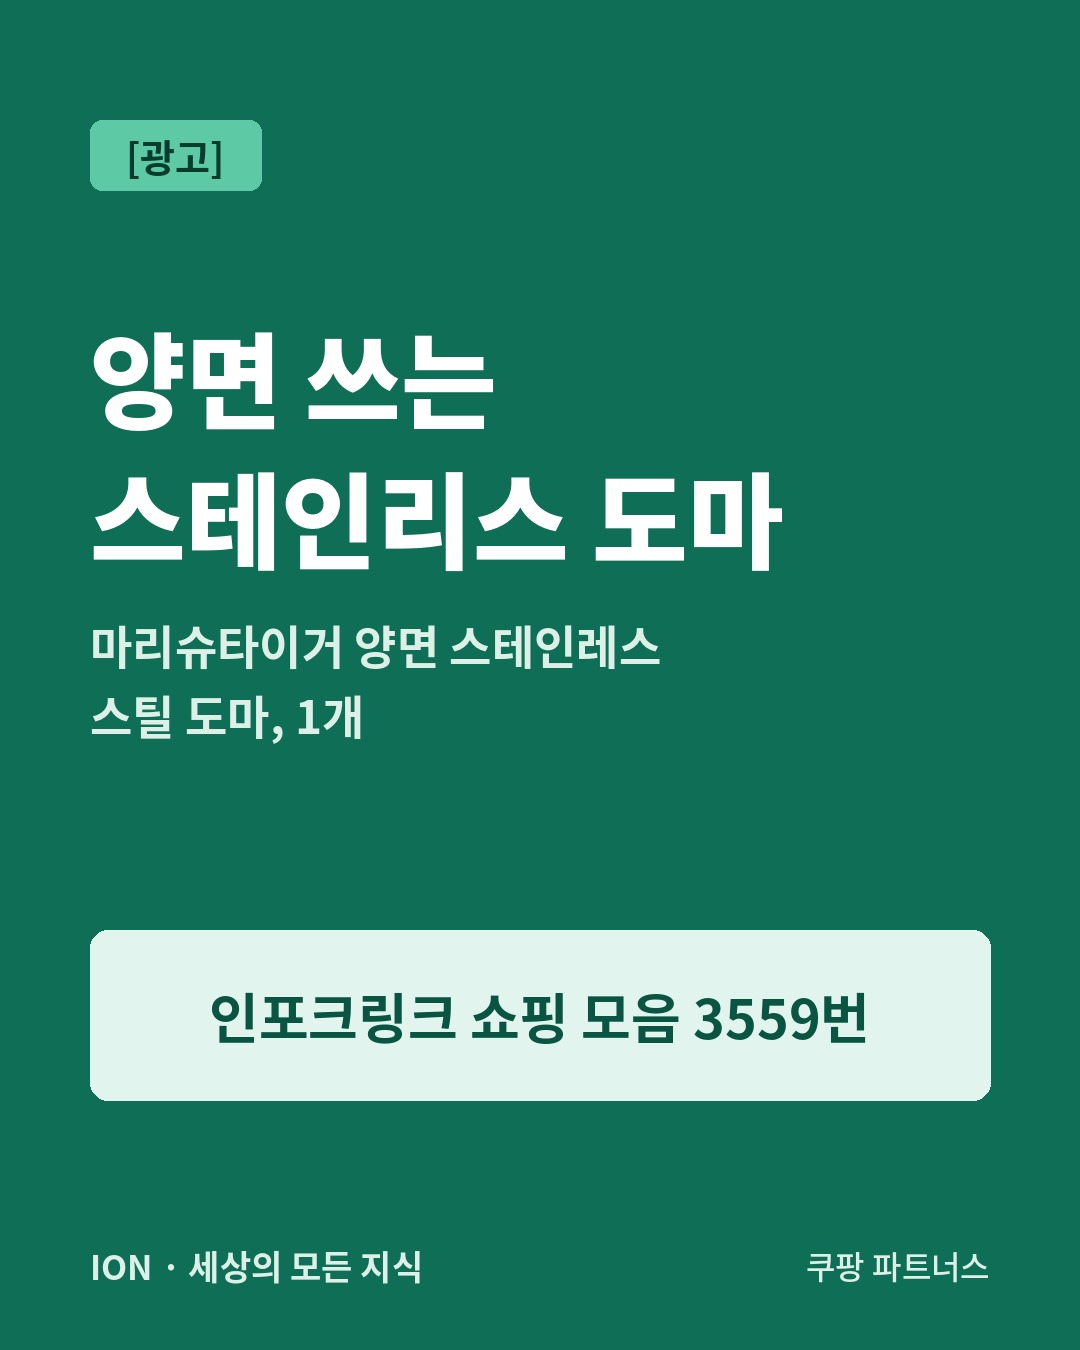 [광고]
양면 쓰는
스테인리스 도마
마리슈타이거 양면 스테인레스
스틸 도마, 1개
인포크링크 쇼핑 모음 3559번
ION · 세상의 모든 지식
쿠팡 파트너스